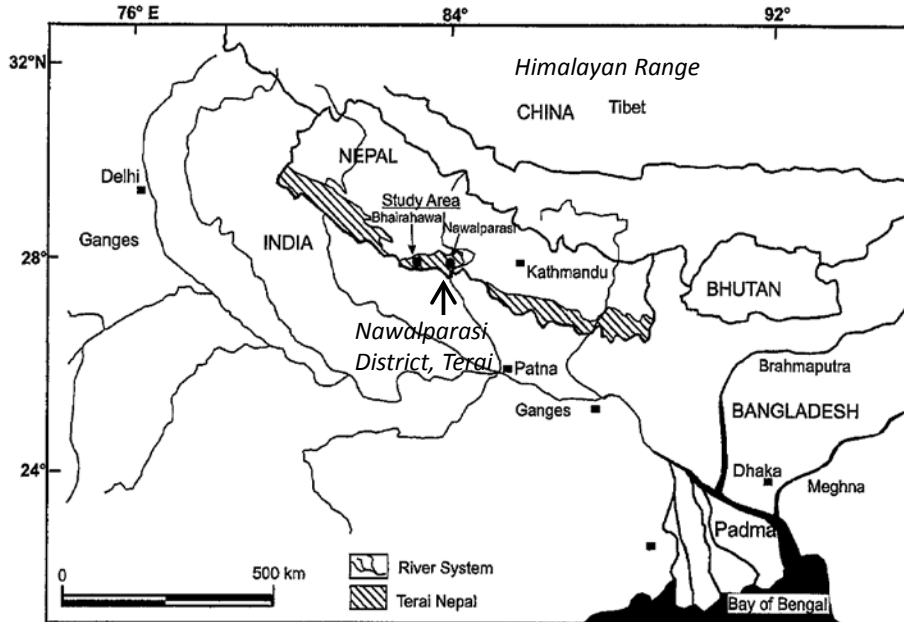 76° E
84°
92°
32°N
Himalayan Range
CHINA Tibet
NEPAL
Delhi
Study Area
Bhairahawal
Nawalparasi
Ganges
INDIA
28°
Kathmandu
BHUTAN
Nawalparasi
District, Terai
Patna
Brahmaputra
Ganges
BANGLADESH
24°
Dhaka
Meghna
Padma
0 500 km
River System
Terai Nepal
Bay of Bengal